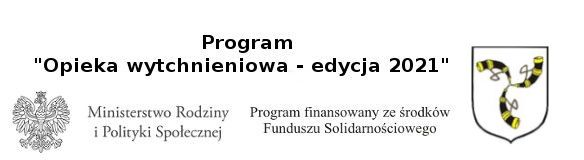 Program
"Opieka wytchnieniowa - edycja 2021"
Ministerstwo Rodziny
i Polityki Społecznej
Program finansowany ze środków
Funduszu Solidarnościowego